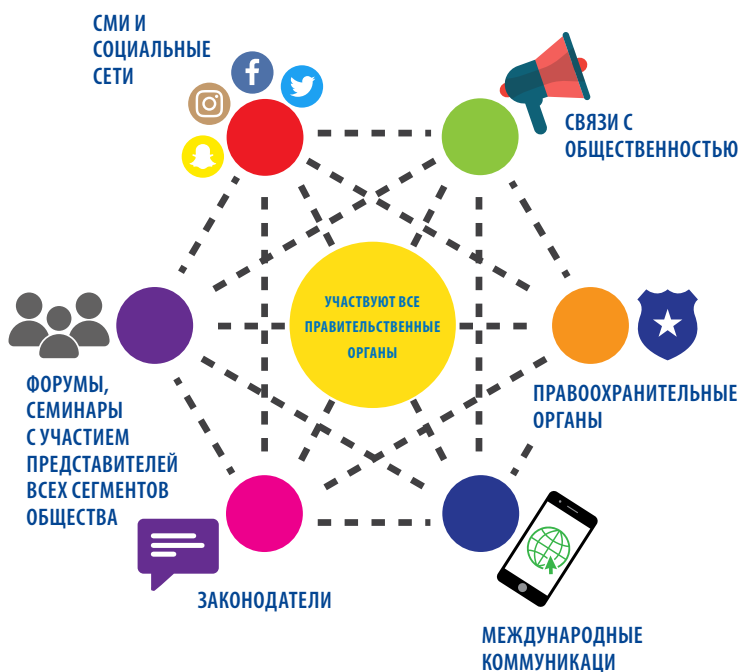 СМИ И
СОЦИАЛЬНЫЕ
СЕТИ
СВЯЗИ С
ОБЩЕСТВЕННОСТЬЮ
УЧАСТВУЮТ ВСЕ
ПРАВИТЕЛЬСТВЕННЫЕ
ОРГАНЫ
ПРАВООХРАНИТЕЛЬНЫЕ
ОРГАНЫ
ФОРУМЫ,
СЕМИНАРЫ
С УЧАСТИЕМ
ПРЕДСТАВИТЕЛЕЙ
ВСЕХ СЕГМЕНТОВ
ОБЩЕСТВА
ЗАКОНОДАТЕЛИ
МЕЖДУНАРОДНЫЕ
КОММУНИКАЦИ